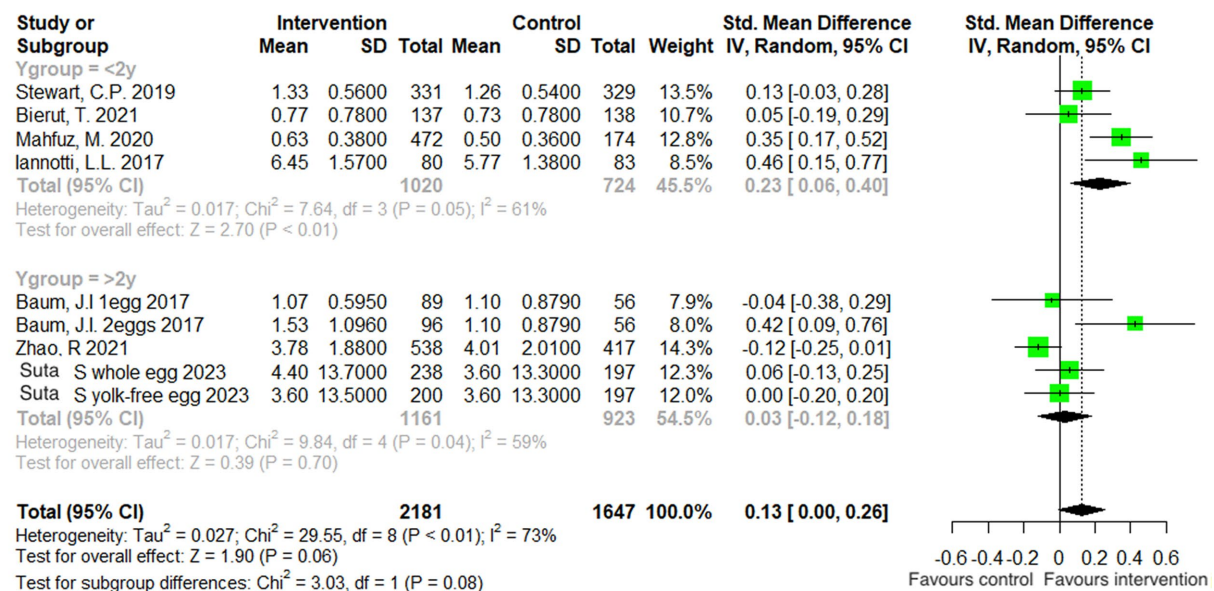 Study or Intervention Control Std. Mean Difference Std. Mean Difference
Subgroup Mean SD Total Mean SD Total Weight IV, Random, 95% CI IV, Random, 95% CI
Ygroup = <2y
Stewart, C.P. 2019 1.33 0.5600 331 1.26 0.5400 329 13.5% 0.13 [-0.03, 0.28]
Bierut, T. 2021 0.77 0.7800 137 0.73 0.7800 138 10.7% 0.05 [-0.19, 0.29]
Mahfuz, M. 2020 0.63 0.3800 472 0.50 0.3600 174 12.8% 0.35 [0.17, 0.52]
Iannotti, L.L. 2017 6.45 1.5700 80 5.77 1.3800 83 8.5% 0.46 [0.15, 0.77]
Total (95% CI) 1020 724 45.5% 0.23 [ 0.06, 0.40]
Heterogeneity: Tau² = 0.017; Chi² = 7.64, df = 3 (P = 0.05); I² = 61%
Test for overall effect: Z = 2.70 (P < 0.01)
Ygroup = >2y
Baum, J.I 1egg 2017 1.07 0.5950 89 1.10 0.8790 56 7.9% -0.04 [-0.38, 0.29]
Baum, J.I. 2eggs 2017 1.53 1.0960 96 1.10 0.8790 56 8.0% 0.42 [0.09, 0.76]
Zhao, R 2021 3.78 1.8800 538 4.01 2.0100 417 14.3% -0.12 [-0.25, 0.01]
Suta S whole egg 2023 4.40 13.7000 238 3.60 13.3000 197 12.3% 0.06 [-0.13, 0.25]
Suta S yolk-free egg 2023 3.60 13.5000 200 3.60 13.3000 197 12.0% 0.00 [-0.20, 0.20]
Total (95% CI) 1161 923 54.5% 0.03 [-0.12, 0.18]
Heterogeneity: Tau² = 0.017; Chi² = 9.84, df = 4 (P = 0.04); I² = 59%
Test for overall effect: Z = 0.39 (P = 0.70)
Total (95% CI) 2181 1647 100.0% 0.13 [ 0.00, 0.26]
Heterogeneity: Tau² = 0.027; Chi² = 29.55, df = 8 (P < 0.01); I² = 73%
Test for overall effect: Z = 1.90 (P = 0.06)
-0.6 -0.4 -0.2 0 0.2 0.4 0.6
Test for subgroup differences: Chi² = 3.03, df = 1 (P = 0.08)
Favours control Favours intervention